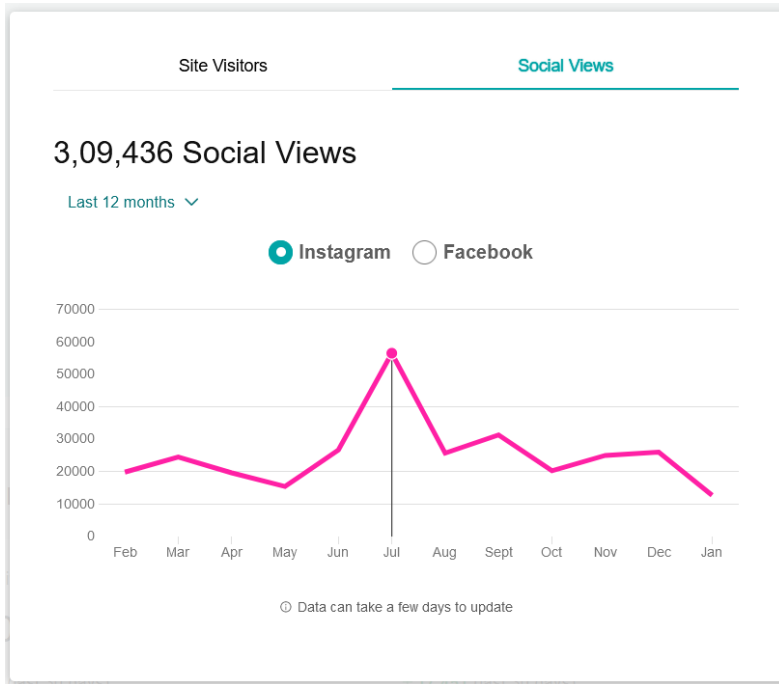 Site Visitors Social Views
3,09,436 Social Views
Last 12 months
Instagram Facebook
70000
60000
50000
40000
30000
20000
10000
0
Feb Mar Apr May Jun Jul Aug Sept Oct Nov Dec Jan
Data can take a few days to update